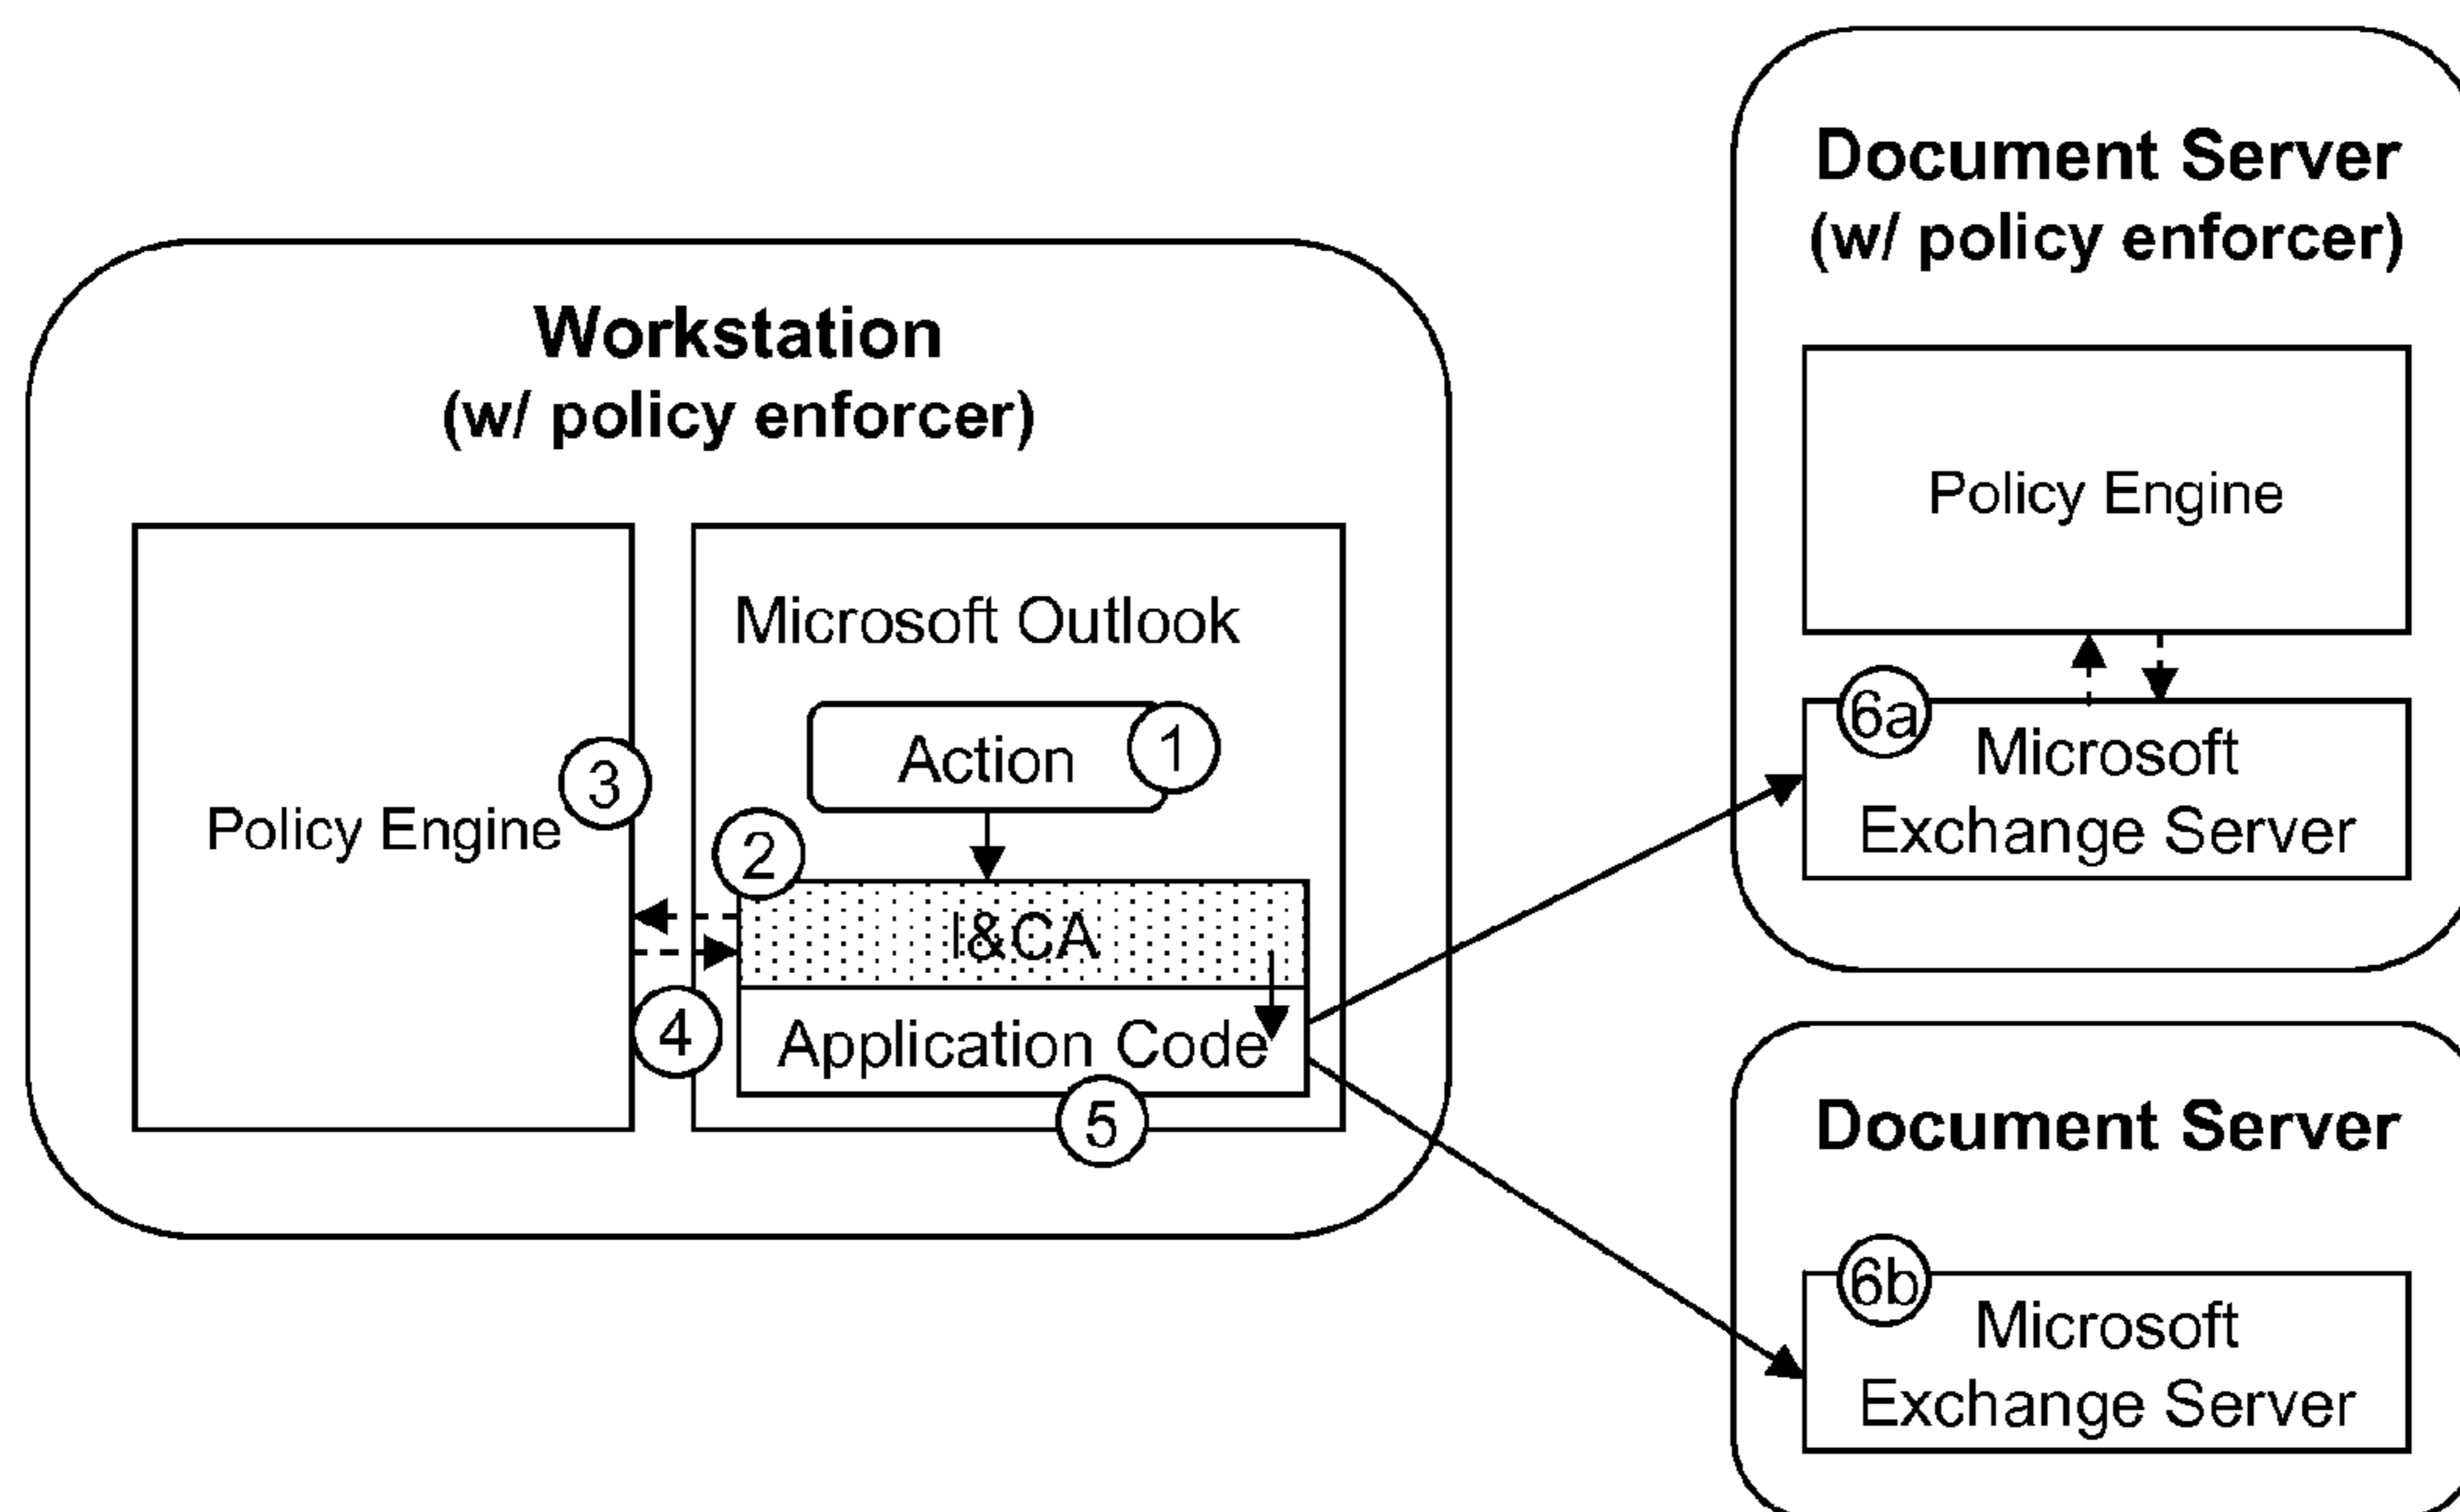 Workstation
(w/ policy enforcer)
Policy Engine
3
Microsoft Outlook
Action
1
2
I&CA
4
Application Code
5
Document Server
(w/ policy enforcer)
Policy Engine
6a
Microsoft
Exchange Server
Document Server
6b
Microsoft
Exchange Server